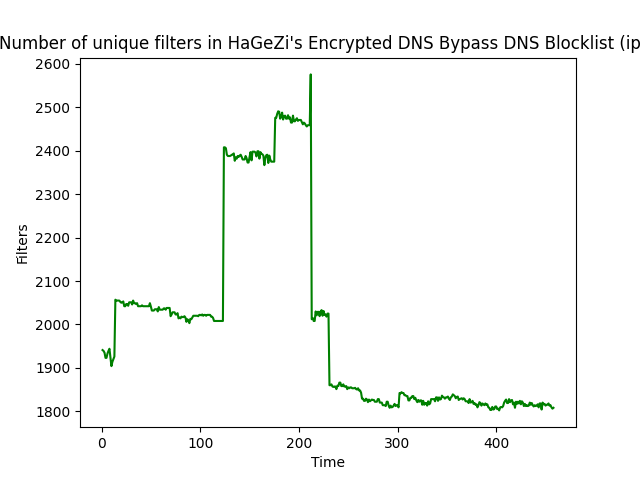 Number of unique filters in HaGeZi's Encrypted DNS Bypass DNS Blocklist (ip
2600
2500
2400
2300
2200
2100
2000
1900
1800
Filters
0 100 200 300 400
Time